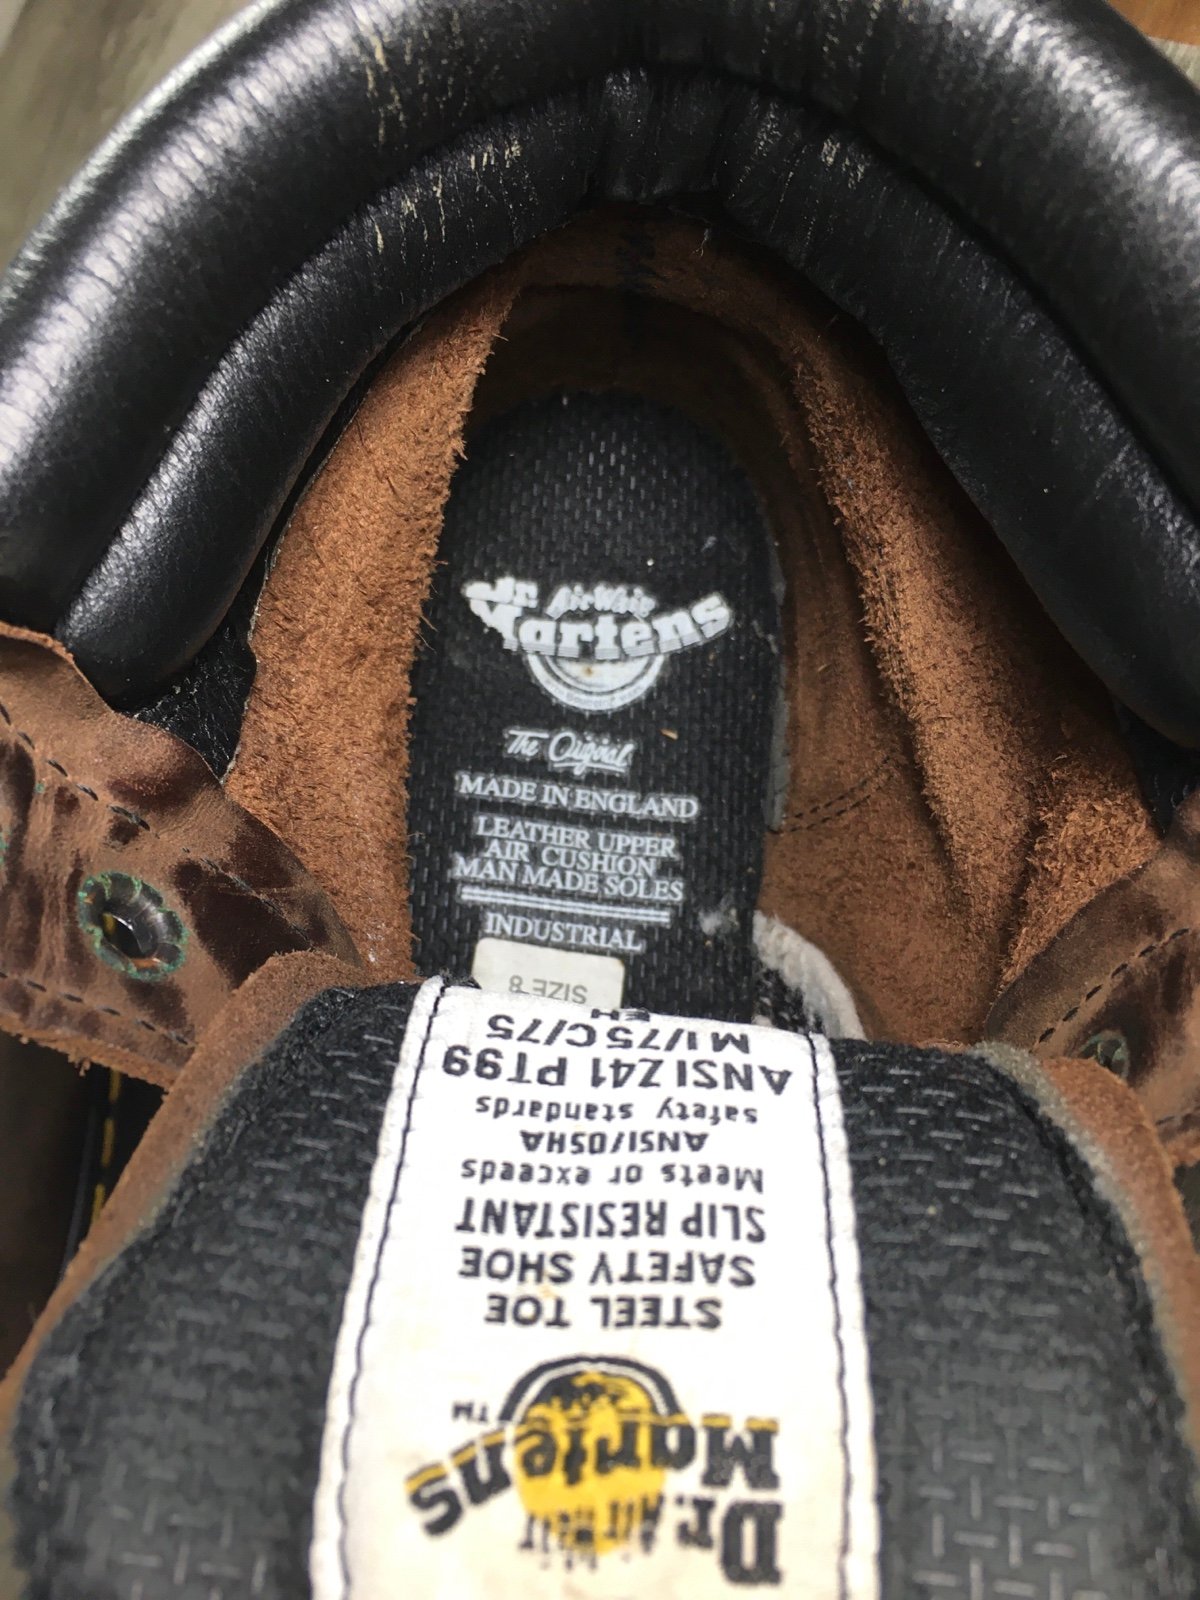 Dr. AirWair
Martens
The Original
MADE IN ENGLAND
LEATHER UPPER
AIR CUSHION
MAN MADE SOLES
INDUSTRIAL
SIZE 8
Dr. AIR WAIR
Martens TM
STEEL TOE
SAFETY SHOE
SLIP RESISTANT
Meets or exceeds
ANSI/OSHA
safety standards
ANSI Z41 PT99
M I/75 C/75
EH